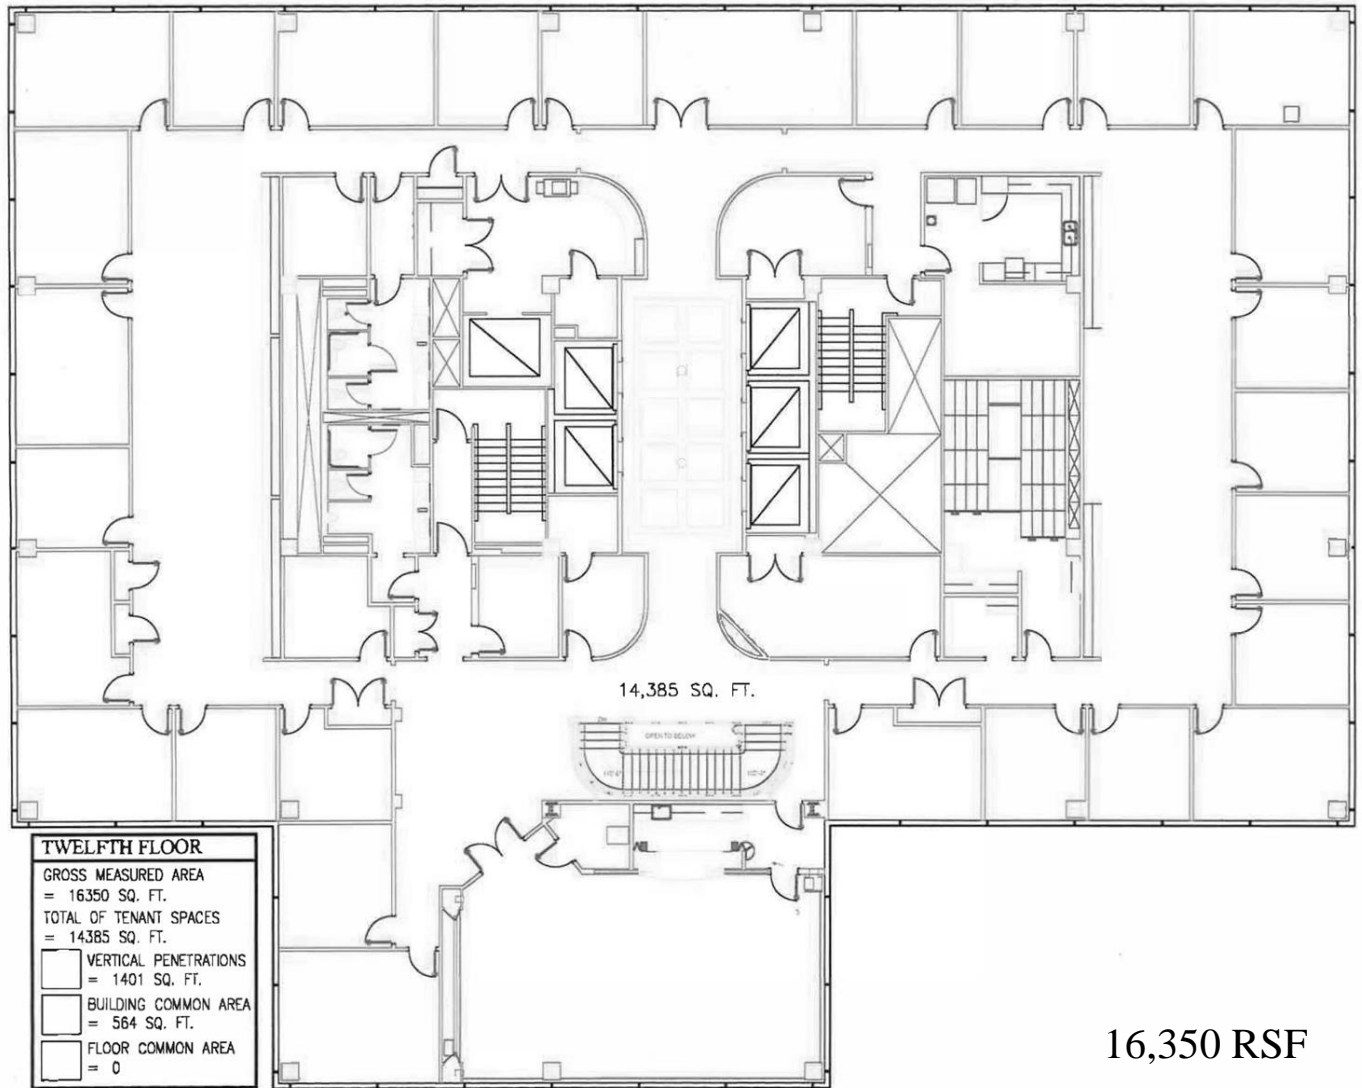 14,385 SQ. FT.
OPEN TO BELOW
TWELFTH FLOOR
GROSS MEASURED AREA
= 16350 SQ. FT.
TOTAL OF TENANT SPACES
= 14385 SQ. FT.
VERTICAL PENETRATIONS
= 1401 SQ. FT.
BUILDING COMMON AREA
= 564 SQ. FT.
FLOOR COMMON AREA
= 0
16,350 RSF